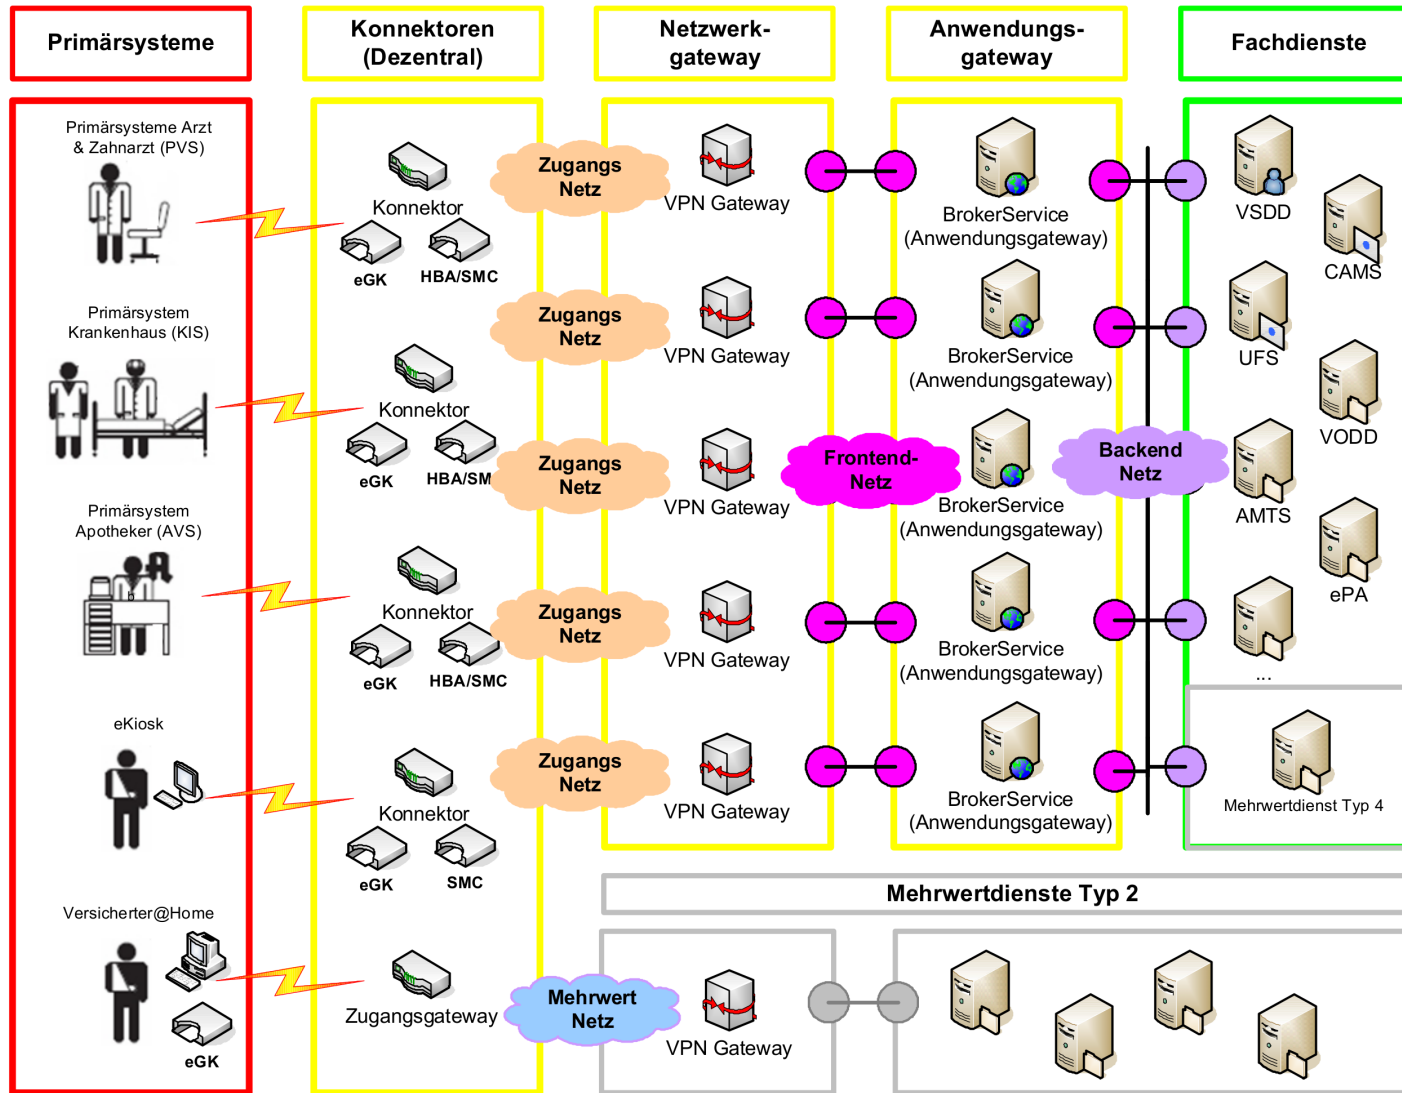 Primärsysteme
Konnektoren
(Dezentral)
Netzwerk-
gateway
Anwendungs-
gateway
Fachdienste
Primärsysteme Arzt
& Zahnarzt (PVS)
Primärsystem
Krankenhaus (KIS)
Primärsystem
Apotheker (AVS)
eKiosk
Versicherter@Home
eGK
Konnektor
eGK
HBA/SMC
Konnektor
eGK
HBA/SM
Konnektor
eGK
HBA/SMC
Konnektor
eGK
SMC
Zugangsgateway
Zugangs
Netz
Zugangs
Netz
Zugangs
Netz
Zugangs
Netz
Zugangs
Netz
Mehrwert
Netz
VPN Gateway
VPN Gateway
VPN Gateway
VPN Gateway
VPN Gateway
VPN Gateway
Frontend-
Netz
BrokerService
(Anwendungsgateway)
BrokerService
(Anwendungsgateway)
BrokerService
(Anwendungsgateway)
BrokerService
(Anwendungsgateway)
BrokerService
(Anwendungsgateway)
Backend
Netz
VSDD
CAMS
UFS
VODD
AMTS
ePA
...
Mehrwertdienst Typ 4
Mehrwertdienste Typ 2